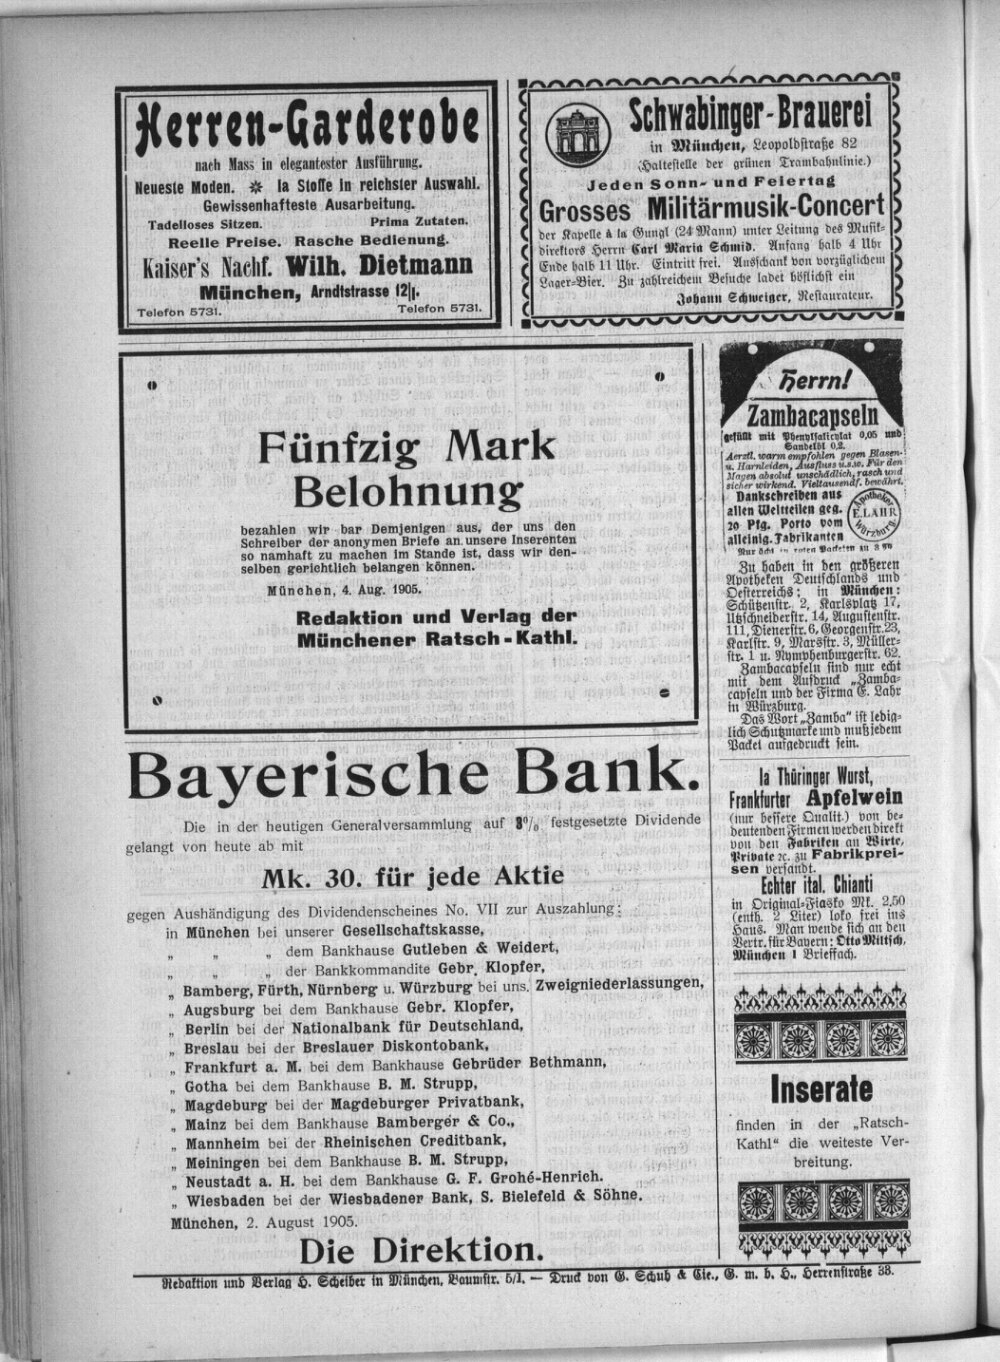 Herren-Garderobe
nach Mass in elegantester Ausführung.
Neueste Moden. Ia Stoffe in reichster Auswahl.
Gewissenhafteste Ausarbeitung.
Tadelloses Sitzen. Prima Zutaten.
Reelle Preise. Rasche Bedienung.
Kaiser's Nachf. Wilh. Dietmann
München, Arndtstrasse 12/I.
Telefon 5731. Telefon 5731.
Schwabinger-Brauerei
in München, Leopoldstraße 82
(Haltestelle der grünen Trambahnlinie.)
Jeden Sonn- und Feiertag
Grosses Militärmusik-Concert
der Kapelle à la Gungl (24 Mann) unter Leitung des Musik-
direktors Herrn Carl Maria Schmid. Anfang halb 4 Uhr
Ende halb 11 Uhr. Eintritt frei. Ausschank von vorzüglichem
Lager-Bier. Zu zahlreichem Besuche ladet höflichst ein
Johann Schweiger, Restaurateur.
Fünfzig Mark
Belohnung
bezahlen wir bar Demjenigen aus, der uns den
Schreiber der anonymen Briefe an unsere Inserenten
so namhaft zu machen im Stande ist, dass wir den-
selben gerichtlich belangen können.
München, 4. Aug. 1905.
Redaktion und Verlag der
Münchener Ratsch-Kathl.
Herrn!
Zambacapseln
gefüllt mit Phenylsalicylat 0,05 und
Sandelöl 0,2.
Aerztl. warm empfohlen gegen Blasen-
u. Harnleiden, Ausfluss u.s.w. Für den
Magen absolut unschädlich, rasch und
sicher wirkend. Vieltausendf. bewährt.
Dankschreiben aus
allen Weltteilen geg.
20 Pfg. Porto vom
alleinig. Fabrikanten
Apotheker
E. LAHR
Würzburg.
Nur ächt in roten Packeten zu 3 Mk
Zu haben in den größeren
Apotheken Deutschlands und
Oesterreichs; in München:
Schützenstr. 2, Karlsplatz 17,
Utzschneiderstr. 14, Augustenstr.
111, Dienerstr. 6, Georgenstr. 23,
Karlstr. 9, Marsstr. 3, Müller-
str. 1 u. Nymphenburgerstr. 62.
Zambacapseln sind nur echt
mit dem Aufdruck „Zamba-
capseln und der Firma E. Lahr
in Würzburg.
Das Wort „Zamba“ ist ledig-
lich Schutzmarke und muß jedem
Packet aufgedruckt sein.
Ia Thüringer Wurst,
Frankfurter Apfelwein
(nur bessere Qualit.) von be-
deutenden Firmen werden direkt
von den Fabriken an Wirte,
Private ꝛc. zu Fabrikprei-
sen versandt.
Echter ital. Chianti
in Original-Fiasko Mk. 2,50
(enth. 2 Liter) loko frei ins
Haus. Man wende sich an den
Vertr. für Bayern: Otto Mittsch,
München 1 Brieffach.
Bayerische Bank.
Die in der heutigen Generalversammlung auf 3% festgesetzte Dividende
gelangt von heute ab mit
Mk. 30. für jede Aktie
gegen Aushändigung des Dividendenscheines No. VII zur Auszahlung:
in München bei unserer Gesellschaftskasse,
„ „ „ dem Bankhause Gutleben & Weidert,
„ „ „ der Bankkommandite Gebr. Klopfer,
„ Bamberg, Fürth, Nürnberg u. Würzburg bei uns. Zweigniederlassungen,
„ Augsburg bei dem Bankhause Gebr. Klopfer,
„ Berlin bei der Nationalbank für Deutschland,
„ Breslau bei der Breslauer Diskontobank,
„ Frankfurt a. M. bei dem Bankhause Gebrüder Bethmann,
„ Gotha bei dem Bankhause B. M. Strupp,
„ Magdeburg bei der Magdeburger Privatbank,
„ Mainz bei dem Bankhause Bamberger & Co.,
„ Mannheim bei der Rheinischen Creditbank,
„ Meiningen bei dem Bankhause B. M. Strupp,
„ Neustadt a. H. bei dem Bankhause G. F. Grohé-Henrich.
„ Wiesbaden bei der Wiesbadener Bank, S. Bielefeld & Söhne.
München, 2. August 1905.
Die Direktion.
Inserate
finden in der „Ratsch-
Kathl“ die weiteste Ver-
breitung.
Redaktion und Verlag H. Scheiber in München, Baumstr. 5/1. — Druck von G. Schuh & Cie., G. m. b. H., Herrenstraße 33.